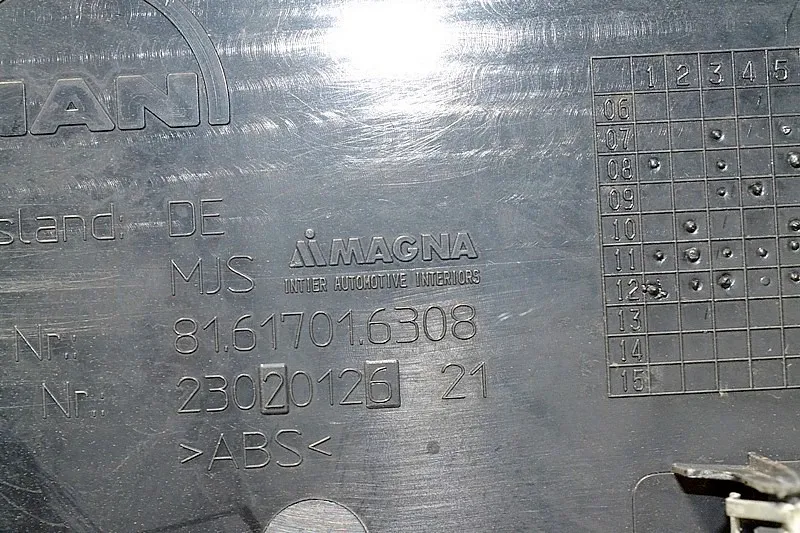 MAN
sland: DE
MAGNA
MJS
INTIER AUTOMOTIVE INTERIORS
Nr.: 81.61701.6308
Nr.: 23020126 21
>ABS<
1 2 3 4 5
06
07
08
09
10
11
12
13
14
15